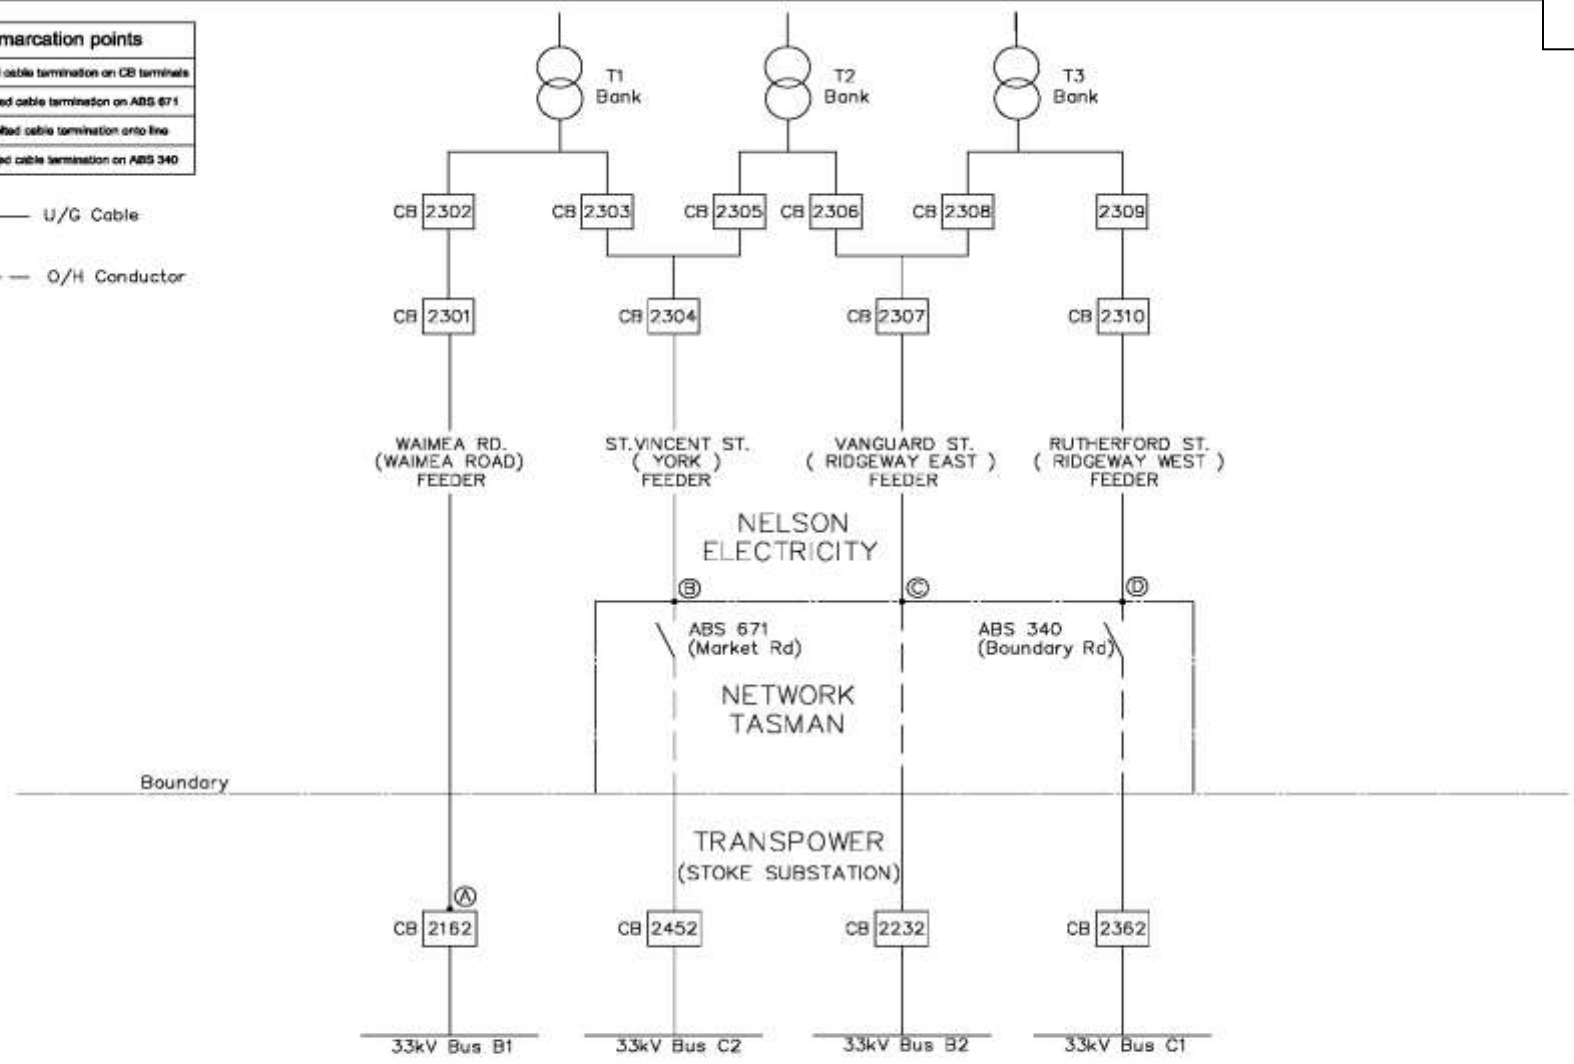 marcation points
cable termination on CB terminals
ed cable termination on ABS 671
lted cable termination onto line
ed cable termination on ABS 340
U/G Cable
O/H Conductor
T1
Bank
T2
Bank
T3
Bank
CB 2302
CB 2303
CB 2305
CB 2306
CB 2308
2309
CB 2301
CB 2304
CB 2307
CB 2310
WAIMEA RD.
(WAIMEA ROAD)
FEEDER
ST.VINCENT ST.
( YORK )
FEEDER
VANGUARD ST.
( RIDGEWAY EAST )
FEEDER
RUTHERFORD ST.
( RIDGEWAY WEST )
FEEDER
NELSON
ELECTRICITY
B
C
D
ABS 671
(Market Rd)
ABS 340
(Boundary Rd)
NETWORK
TASMAN
Boundary
TRANSPOWER
(STOKE SUBSTATION)
A
CB 2162
CB 2452
CB 2232
CB 2362
33kV Bus B1
33kV Bus C2
33kV Bus B2
33kV Bus C1